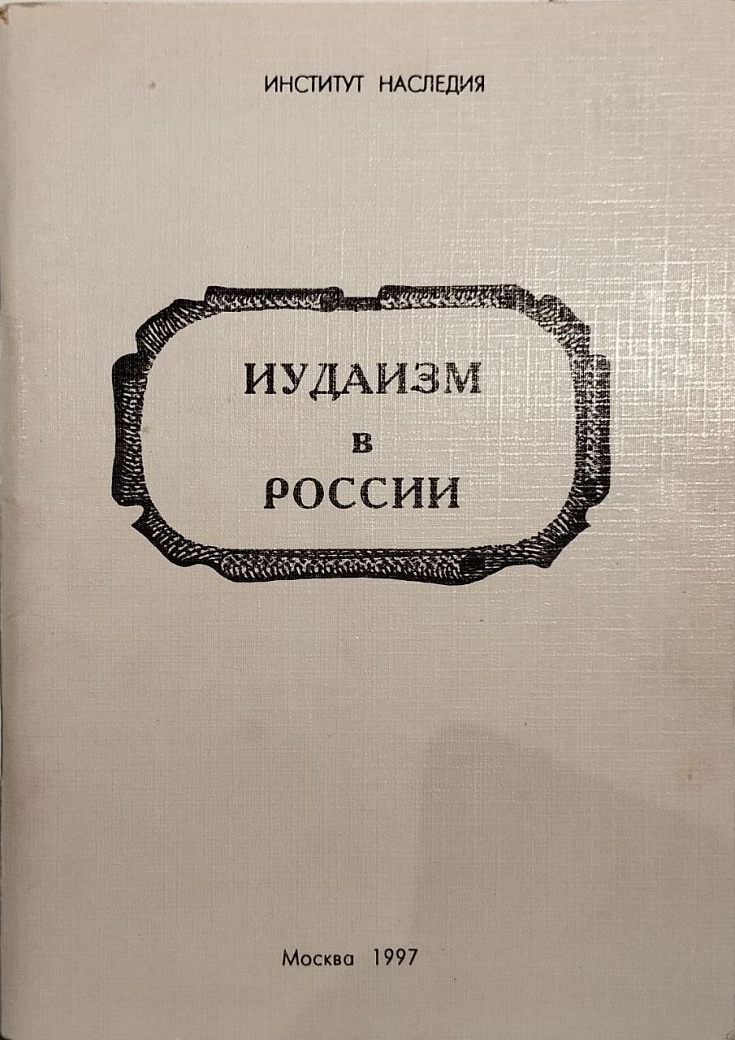 ИНСТИТУТ НАСЛЕДИЯ
ИУДАИЗМ
в
РОССИИ
Москва 1997